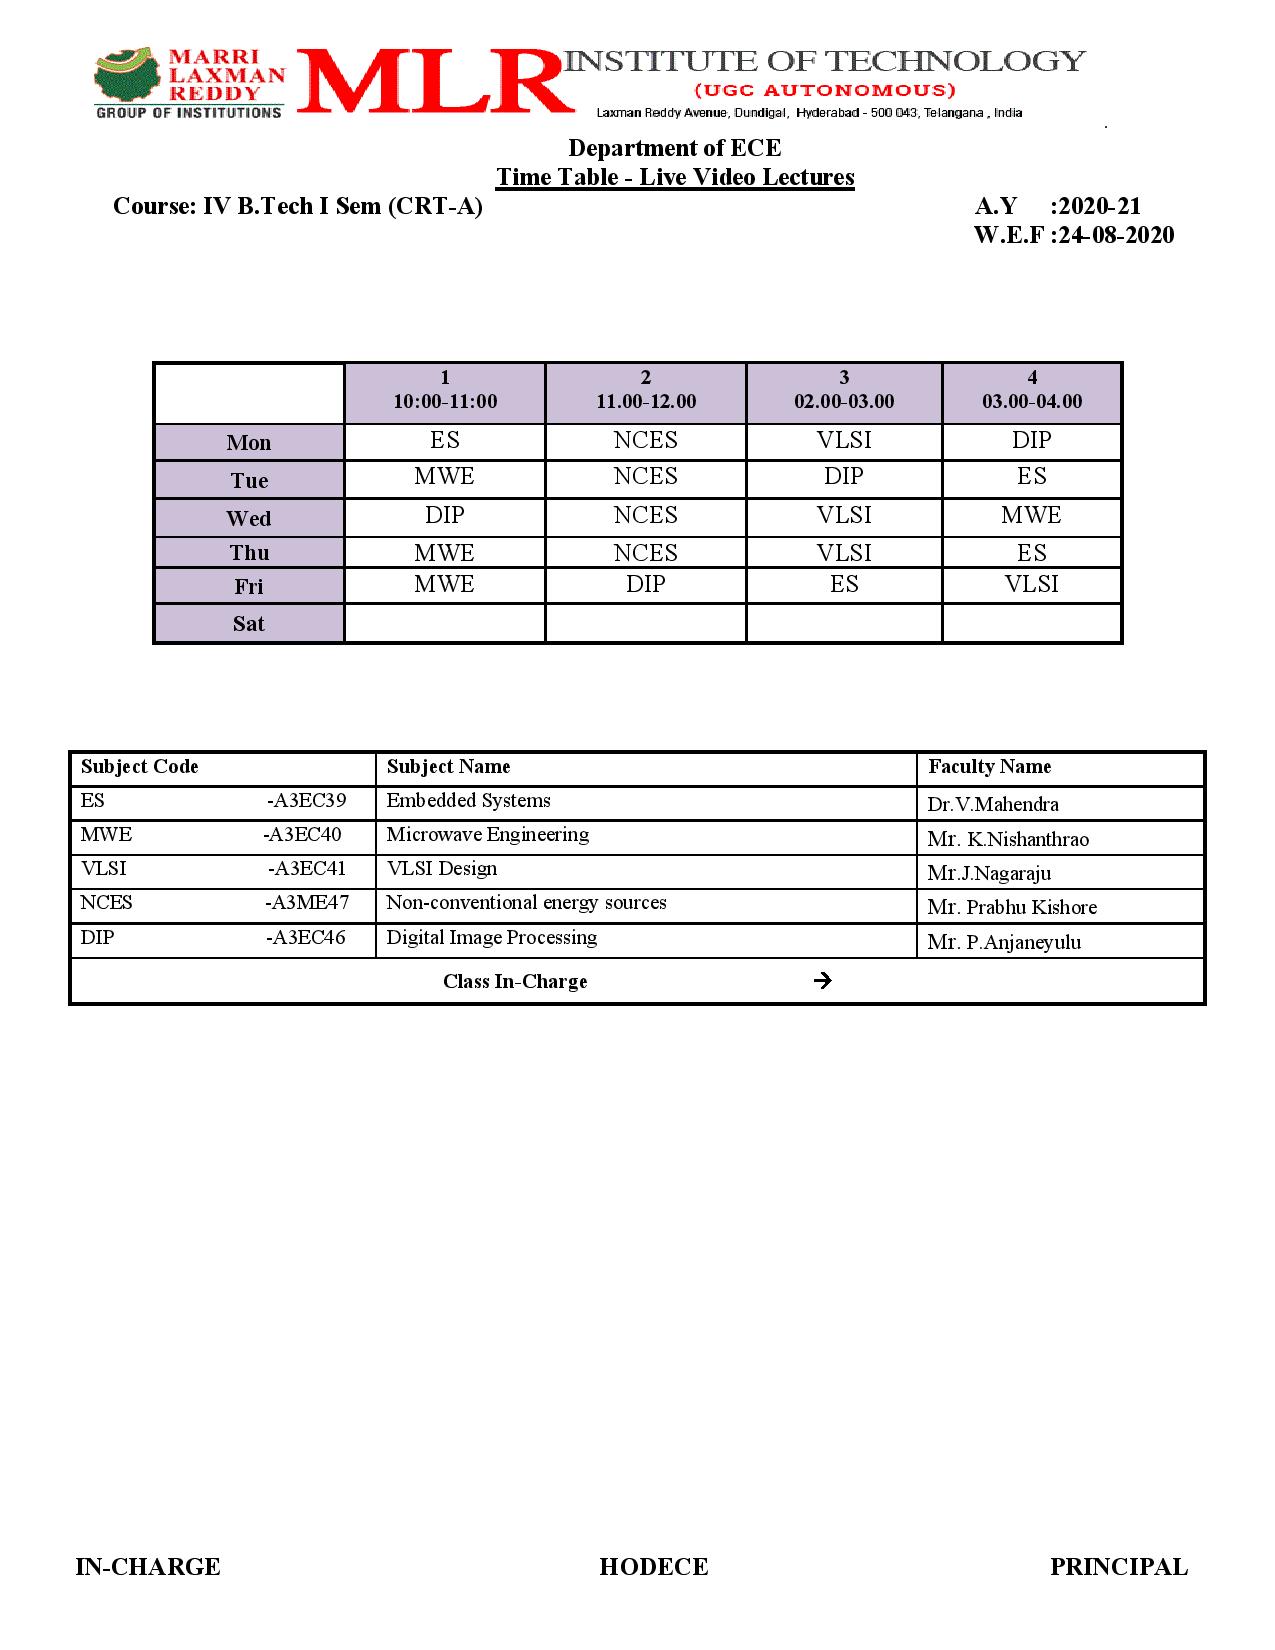 MARRI
LAXMAN
REDDY
GROUP OF INSTITUTIONS
MLR INSTITUTE OF TECHNOLOGY
(UGC AUTONOMOUS)
Laxman Reddy Avenue, Dundigal, Hyderabad - 500 043, Telangana , India
.
Department of ECE
Time Table - Live Video Lectures
Course: IV B.Tech I Sem (CRT-A) A.Y :2020-21
W.E.F :24-08-2020
1 2 3 4
10:00-11:00 11.00-12.00 02.00-03.00 03.00-04.00
Mon ES NCES VLSI DIP
Tue MWE NCES DIP ES
Wed DIP NCES VLSI MWE
Thu MWE NCES VLSI ES
Fri MWE DIP ES VLSI
Sat
Subject Code Subject Name Faculty Name
ES -A3EC39 Embedded Systems Dr.V.Mahendra
MWE -A3EC40 Microwave Engineering Mr. K.Nishanthrao
VLSI -A3EC41 VLSI Design Mr.J.Nagaraju
NCES -A3ME47 Non-conventional energy sources Mr. Prabhu Kishore
DIP -A3EC46 Digital Image Processing Mr. P.Anjaneyulu
Class In-Charge →
IN-CHARGE HODECE PRINCIPAL